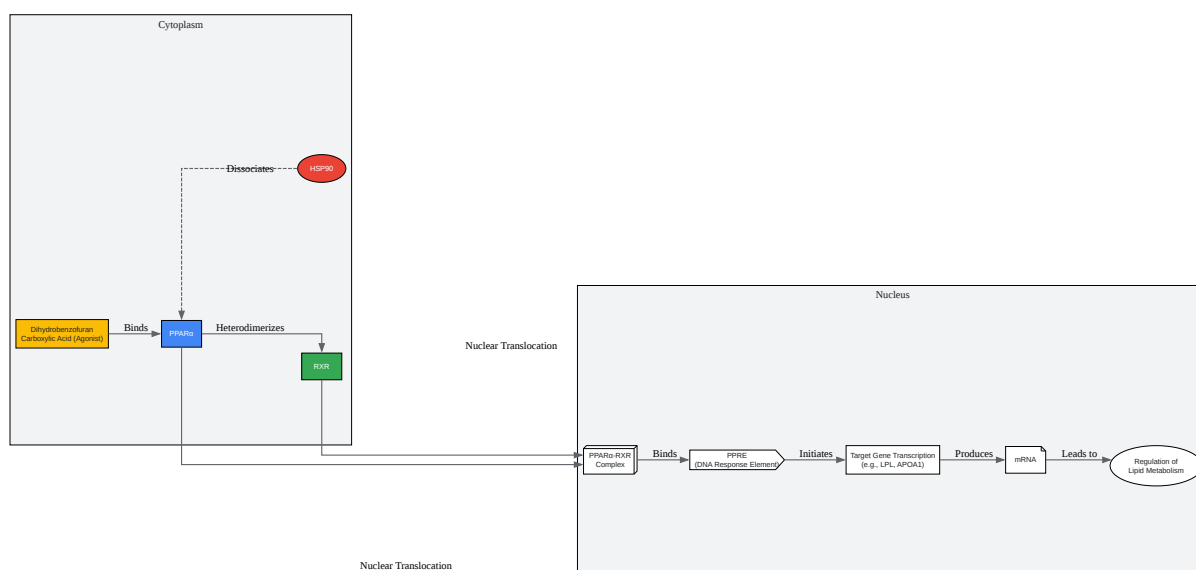 Cytoplasm
Dissociates
HSP90
Dihydrobenzofuran
Carboxylic Acid (Agonist)
Binds
PPARα
Heterodimerizes
RXR
Nuclear Translocation
Nucleus
PPARα-RXR
Complex
Binds
PPRE
(DNA Response Element)
Initiates
Target Gene Transcription
(e.g., LPL, APOA1)
Produces
mRNA
Leads to
Regulation of
Lipid Metabolism
Nuclear Translocation